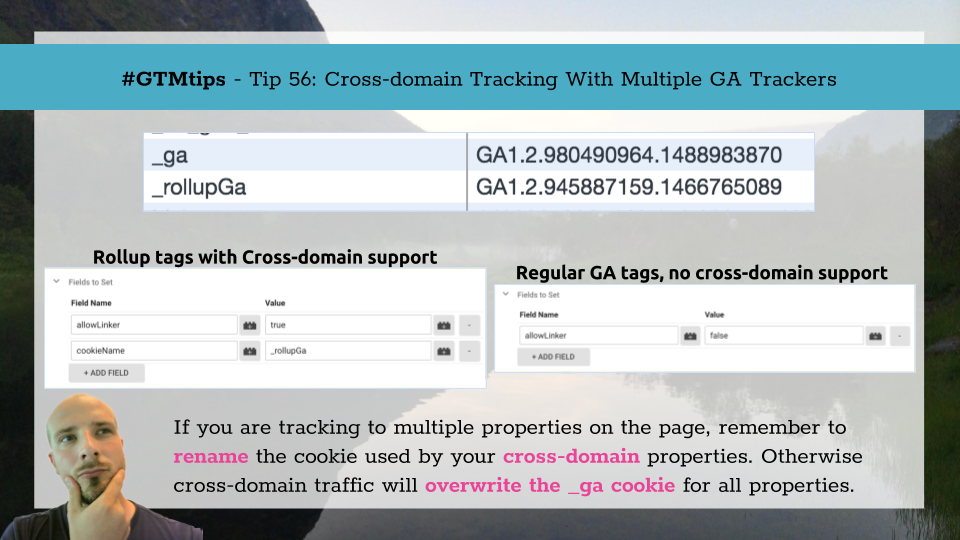 #GTMtips - Tip 56: Cross-domain Tracking With Multiple GA Trackers
_ga GA1.2.980490964.1488983870
_rollupGa GA1.2.945887159.1466765089
Rollup tags with Cross-domain support
Fields to Set
Field Name Value
allowLinker true -
cookieName _rollupGa -
+ ADD FIELD
Regular GA tags, no cross-domain support
Fields to Set
Field Name Value
allowLinker false -
+ ADD FIELD
If you are tracking to multiple properties on the page, remember to
rename the cookie used by your cross-domain properties. Otherwise
cross-domain traffic will overwrite the _ga cookie for all properties.